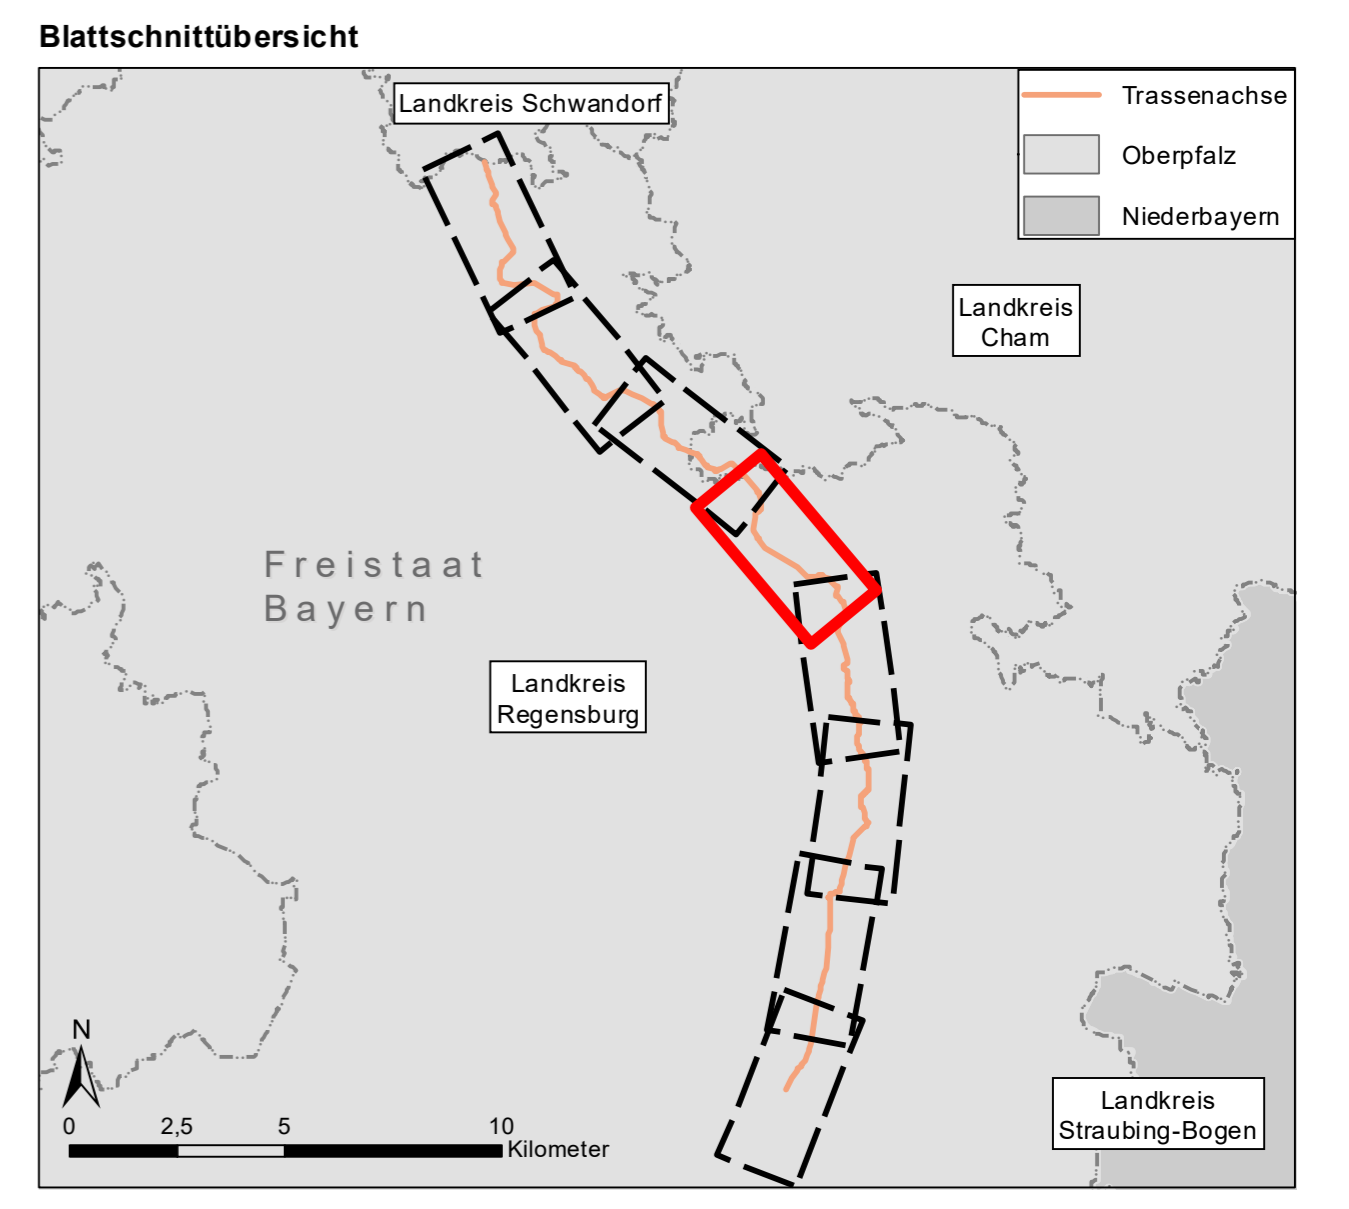 Blattschnittübersicht
Landkreis Schwandorf
Trassenachse
Oberpfalz
Niederbayern
Landkreis
Cham
Freistaat
Bayern
Landkreis
Regensburg
N
0 2,5 5 10
Kilometer
Landkreis
Straubing-Bogen